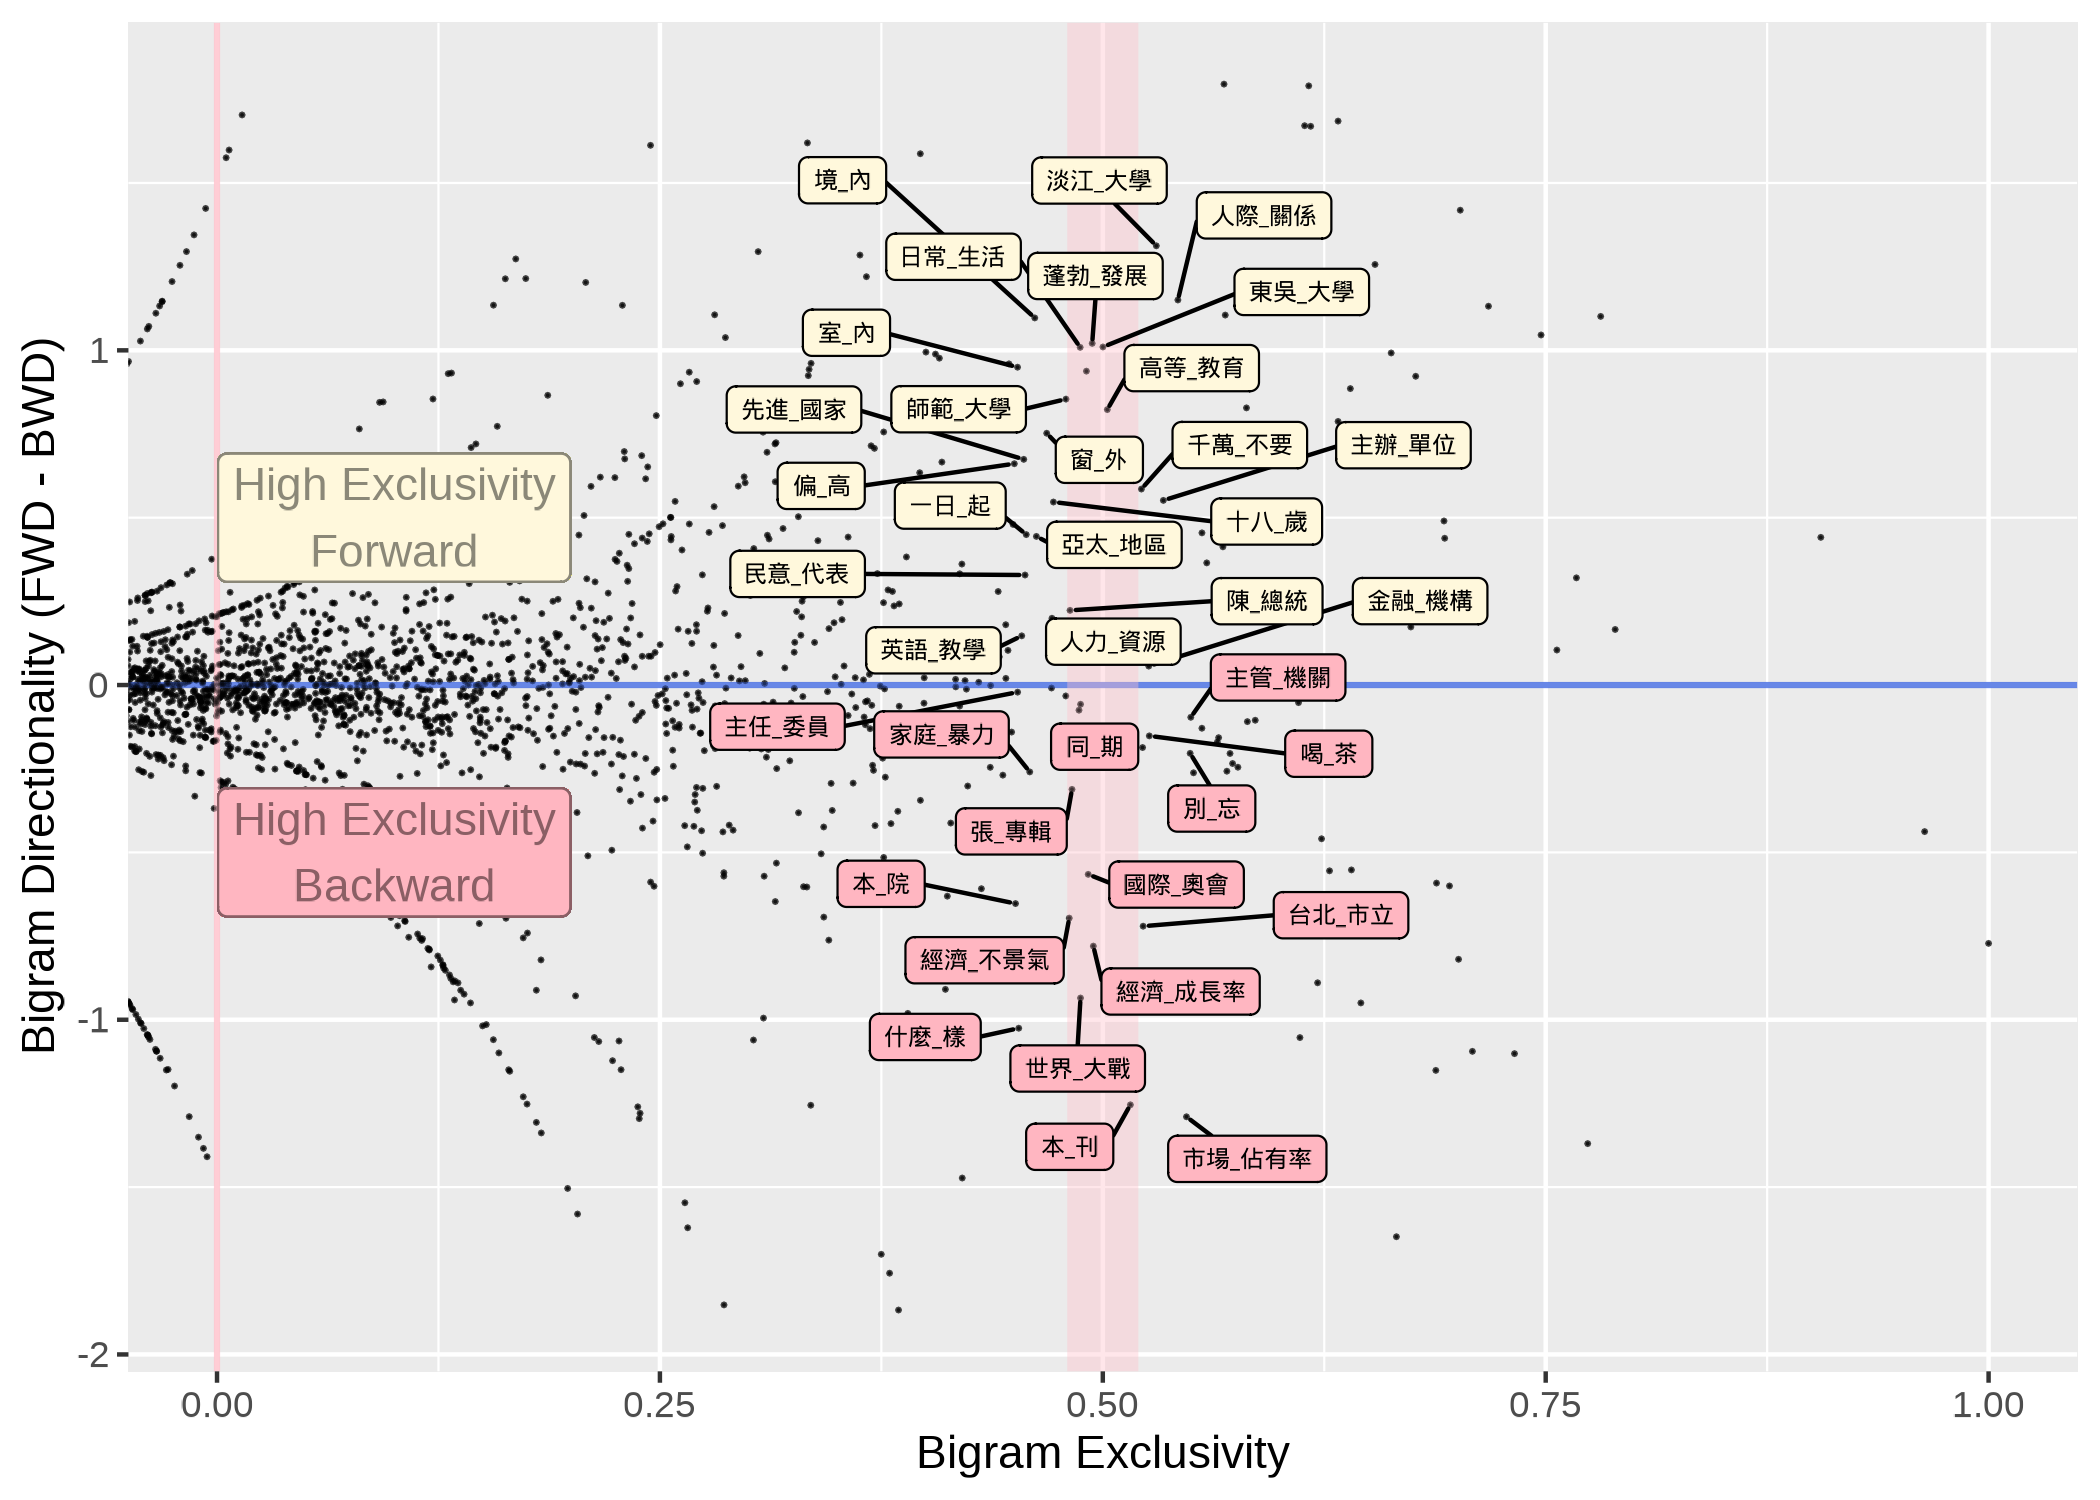 境_內
淡江_大學
人際_關係
日常_生活
蓬勃_發展
東吳_大學
室_內
高等_教育
先進_國家
師範_大學
千萬_不要
主辦_單位
窗_外
偏_高
一日_起
十八_歲
亞太_地區
民意_代表
陳_總統
金融_機構
人力_資源
英語_教學
主管_機關
主任_委員
家庭_暴力
同_期
喝_茶
別_忘
張_專輯
本_院
國際_奧會
台北_市立
經濟_不景氣
經濟_成長率
什麼_樣
世界_大戰
本_刊
市場_佔有率
High Exclusivity
Forward
High Exclusivity
Backward
Bigram Directionality (FWD - BWD)
1
0
-1
-2
0.00
0.25
0.50
0.75
1.00
Bigram Exclusivity